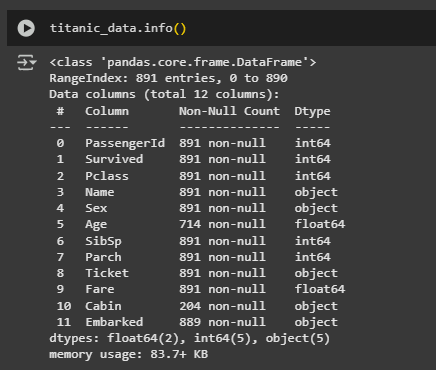 titanic_data.info()
<class 'pandas.core.frame.DataFrame'>
RangeIndex: 891 entries, 0 to 890
Data columns (total 12 columns):
 #   Column       Non-Null Count  Dtype
---  ------       --------------  -----
 0   PassengerId  891 non-null    int64
 1   Survived     891 non-null    int64
 2   Pclass       891 non-null    int64
 3   Name         891 non-null    object
 4   Sex          891 non-null    object
 5   Age          714 non-null    float64
 6   SibSp        891 non-null    int64
 7   Parch        891 non-null    int64
 8   Ticket       891 non-null    object
 9   Fare         891 non-null    float64
 10  Cabin        204 non-null    object
 11  Embarked     889 non-null    object
dtypes: float64(2), int64(5), object(5)
memory usage: 83.7+ KB